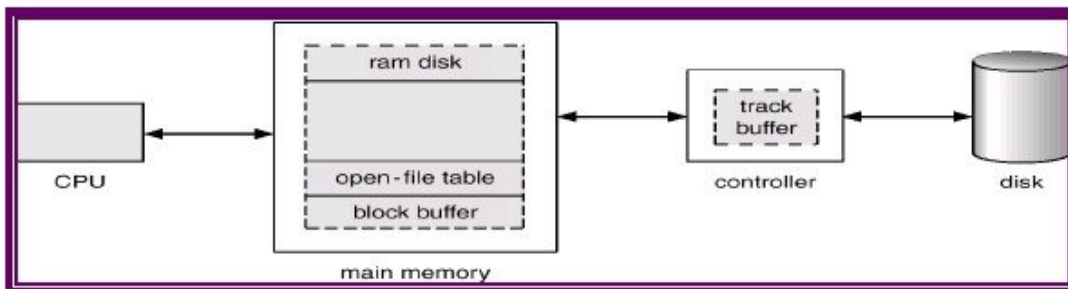 ram disk
open-file table
block buffer
track
buffer
CPU
main memory
controller
disk